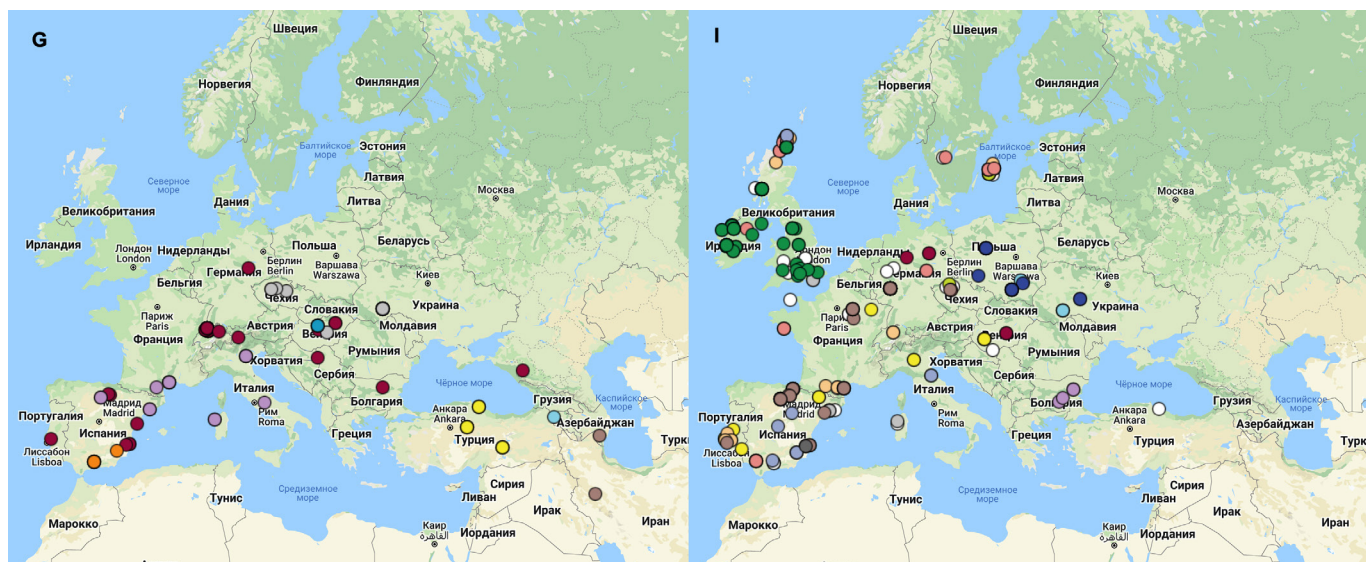 G
Швеция
Норвегия
Финляндия
Балтийское
море
Эстония
Латвия
Москва
Северное
море
Дания
Литва
Великобритания
Ирландия
Лондон
London
Нидерланды
Польша
Беларусь
Берлин
Berlin
Варшава
Warszawa
Германия
Бельгия
Киев
Чехия
Украина
Париж
Paris
Словакия
Австрия
Молдавия
Франция
Венгрия
Румыния
Хорватия
Сербия
Италия
Чёрное море
Каспийское
море
Португалия
Мадрид
Madrid
Рим
Roma
Болгария
Грузия
Анкара
Ankara
Азербайджан
Испания
Греция
Турция
Турк
Лиссабон
Lisboa
Тунис
Средиземное
море
Сирия
Ливан
Ирак
Иран
Марокко
Каир
القاهرة
Иордания
I
Швеция
Норвегия
Финляндия
Балтийское
море
Эстония
Латвия
Москва
Северное
море
Дания
Литва
Великобритания
Ирландия
Лондон
London
Нидерланды
Польша
Беларусь
Берлин
Berlin
Варшава
Warszawa
Германия
Бельгия
Киев
Чехия
Украина
Париж
Paris
Словакия
Австрия
Молдавия
Франция
Венгрия
Румыния
Хорватия
Сербия
Италия
Чёрное море
Каспийское
море
Португалия
Мадрид
Madrid
Рим
Roma
Болгария
Грузия
Анкара
Ankara
Азербайджан
Испания
Греция
Турция
Турк
Лиссабон
Lisboa
Тунис
Средиземное
море
Сирия
Ливан
Ирак
Иран
Марокко
Каир
القاهرة
Иордания